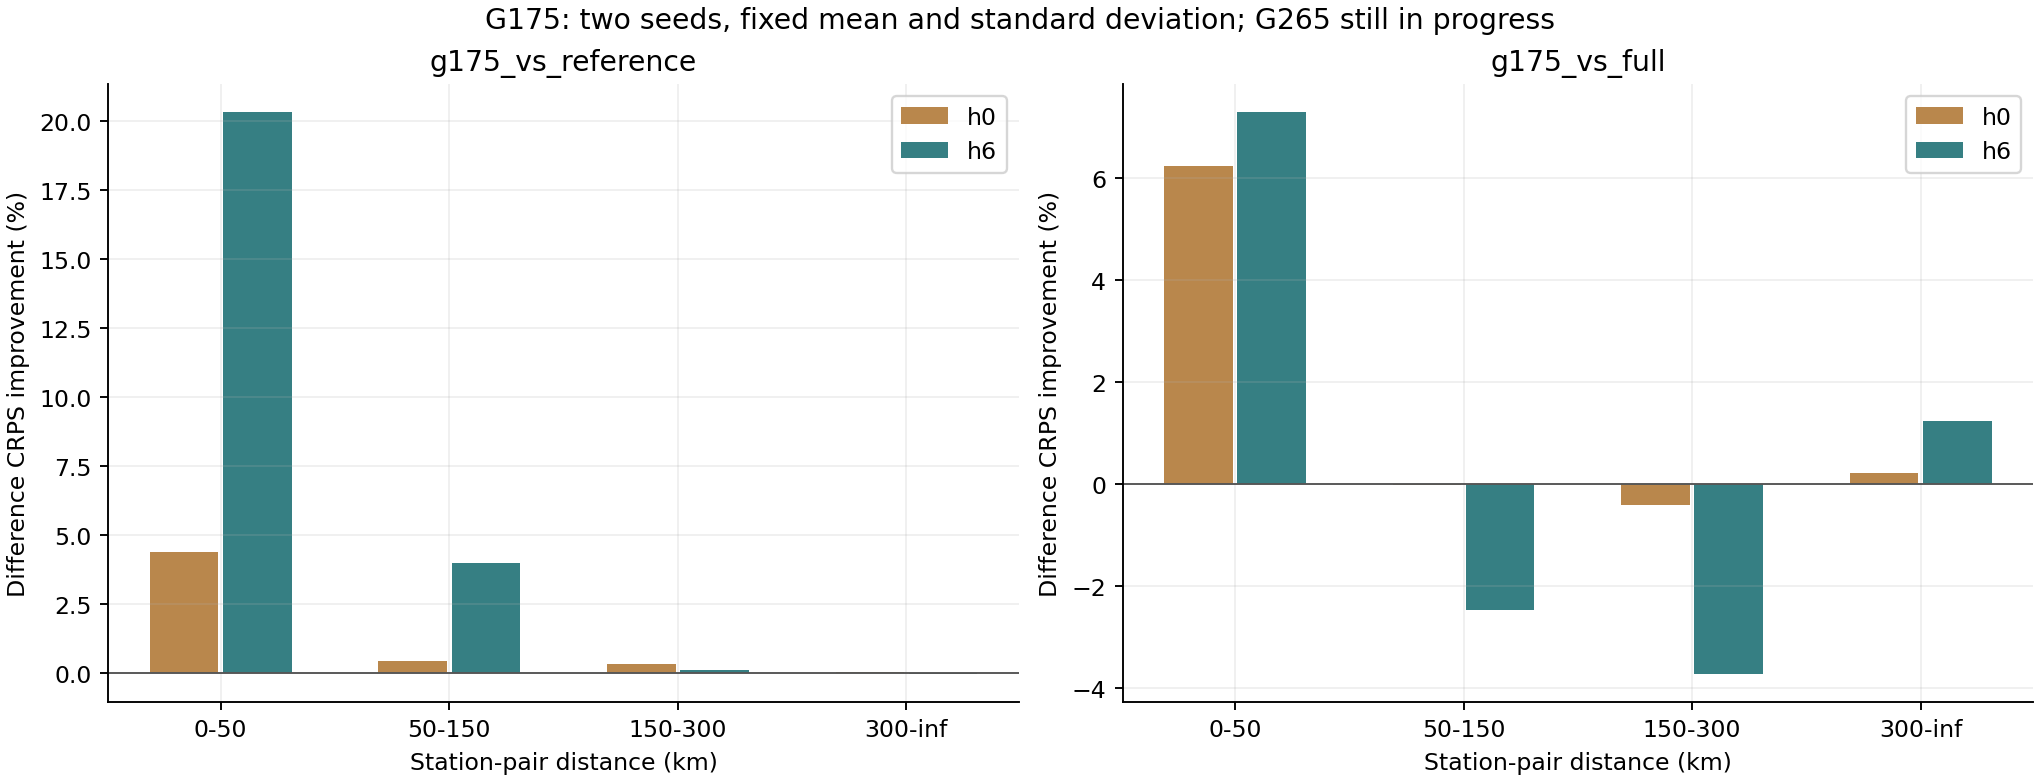 G175: two seeds, fixed mean and standard deviation; G265 still in progress
g175_vs_reference
Difference CRPS improvement (%)
20.0
17.5
15.0
12.5
10.0
7.5
5.0
2.5
0.0
h0
h6
0-50
50-150
150-300
300-inf
Station-pair distance (km)
g175_vs_full
Difference CRPS improvement (%)
6
4
2
0
−2
−4
h0
h6
0-50
50-150
150-300
300-inf
Station-pair distance (km)